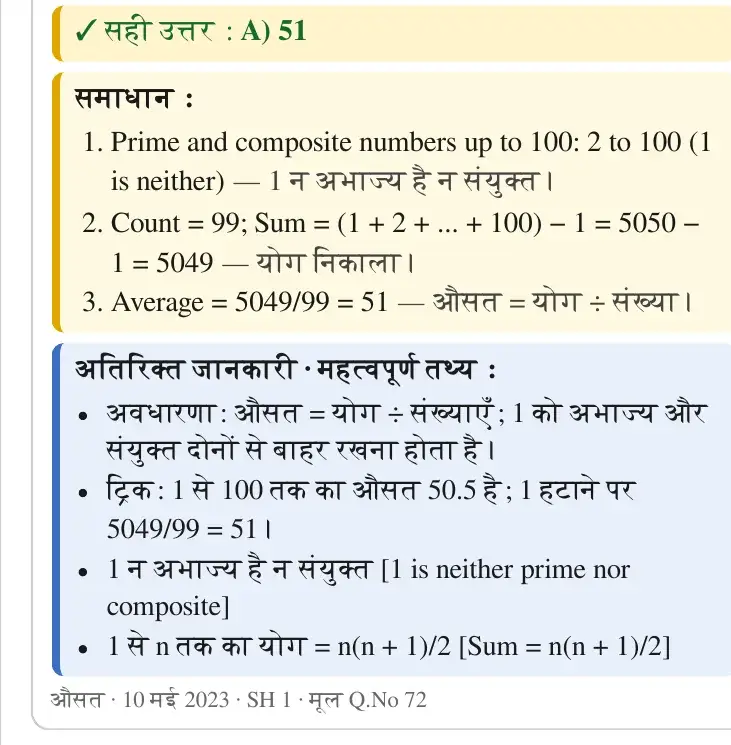 ✓ सही उत्तर : A) 51
समाधान :
1. Prime and composite numbers up to 100: 2 to 100 (1
is neither) — 1 न अभाज्य है न संयुक्त।
2. Count = 99; Sum = (1 + 2 + ... + 100) − 1 = 5050 −
1 = 5049 — योग निकाला।
3. Average = 5049/99 = 51 — औसत = योग ÷ संख्या।
अतिरिक्त जानकारी · महत्वपूर्ण तथ्य :
• अवधारणा : औसत = योग ÷ संख्याएँ; 1 को अभाज्य और
संयुक्त दोनों से बाहर रखना होता है।
• ट्रिक : 1 से 100 तक का औसत 50.5 है; 1 हटाने पर
5049/99 = 51।
• 1 न अभाज्य है न संयुक्त [1 is neither prime nor
composite]
• 1 से n तक का योग = n(n + 1)/2 [Sum = n(n + 1)/2]
औसत · 10 मई 2023 · SH 1 · मूल Q.No 72